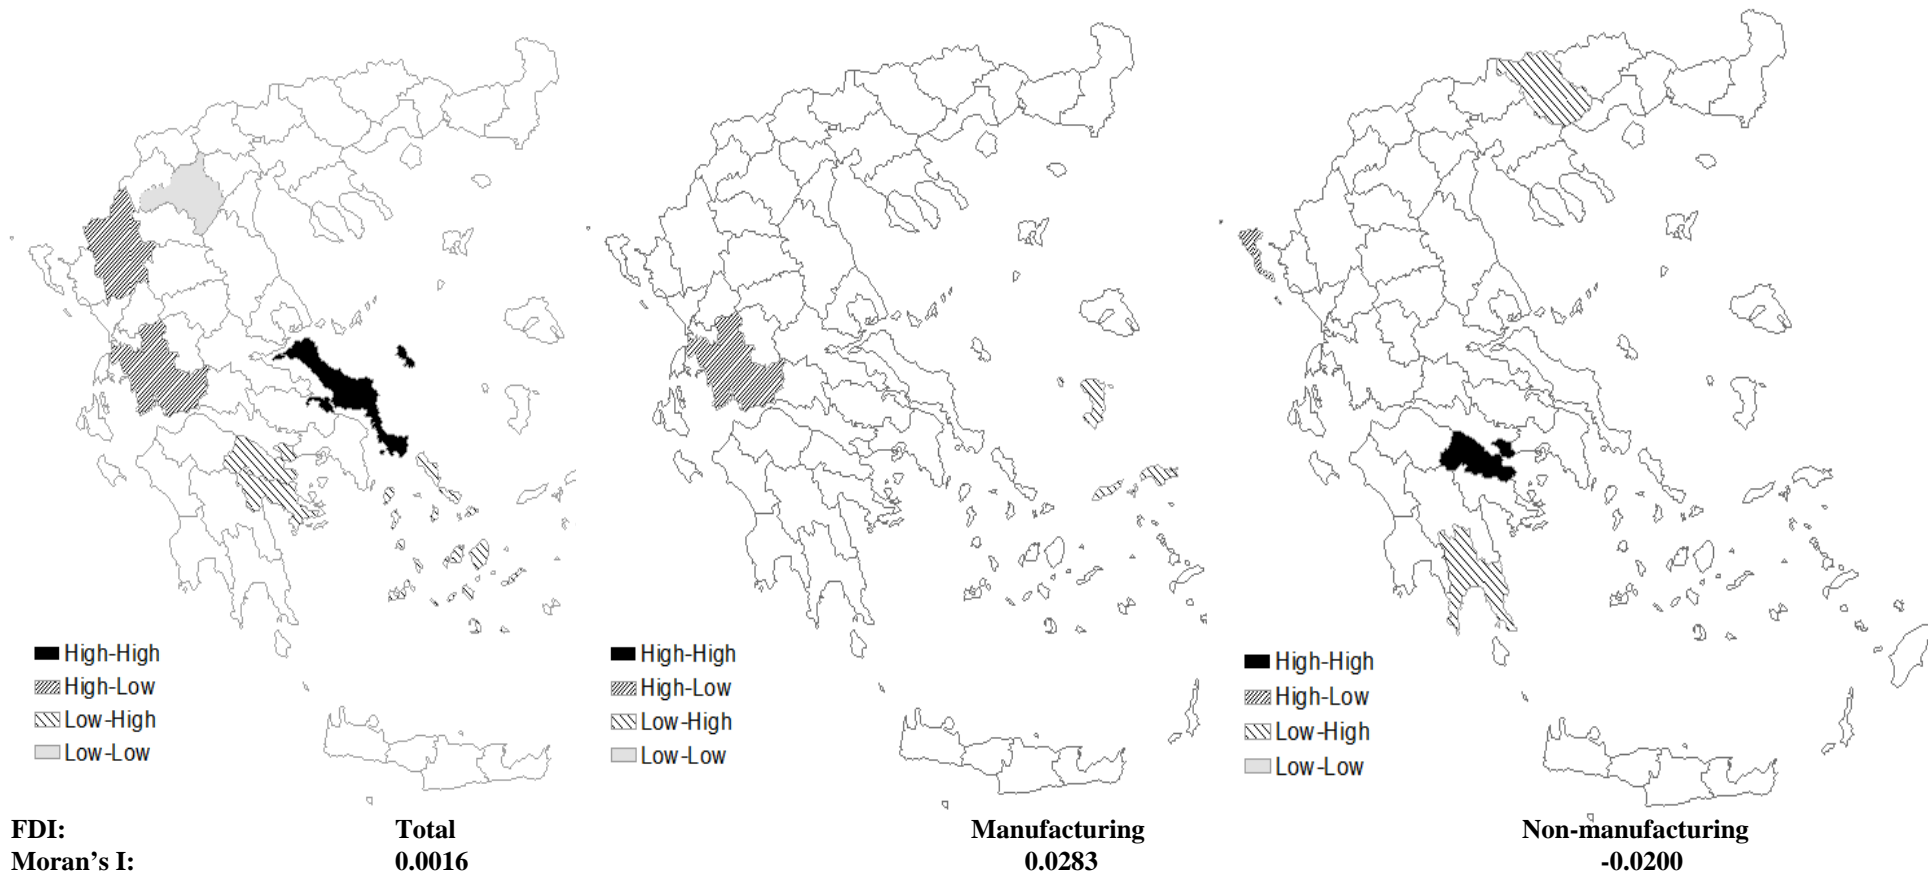 High-High
High-Low
Low-High
Low-Low
High-High
High-Low
Low-High
Low-Low
High-High
High-Low
Low-High
Low-Low
FDI: Total Manufacturing Non-manufacturing
Moran's I: 0.0016 0.0283 -0.0200